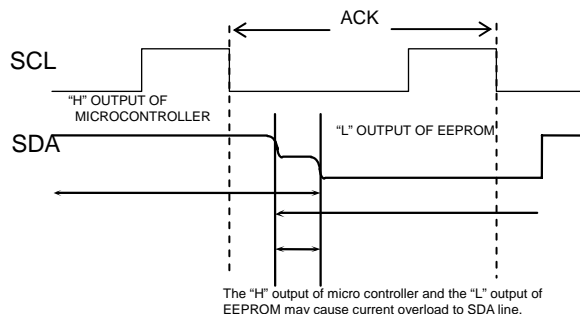 ACK
SCL
“H” OUTPUT OF
MICROCONTROLLER
“L” OUTPUT OF EEPROM
SDA
The “H” output of micro controller and the “L” output of
EEPROM may cause current overload to SDA line.